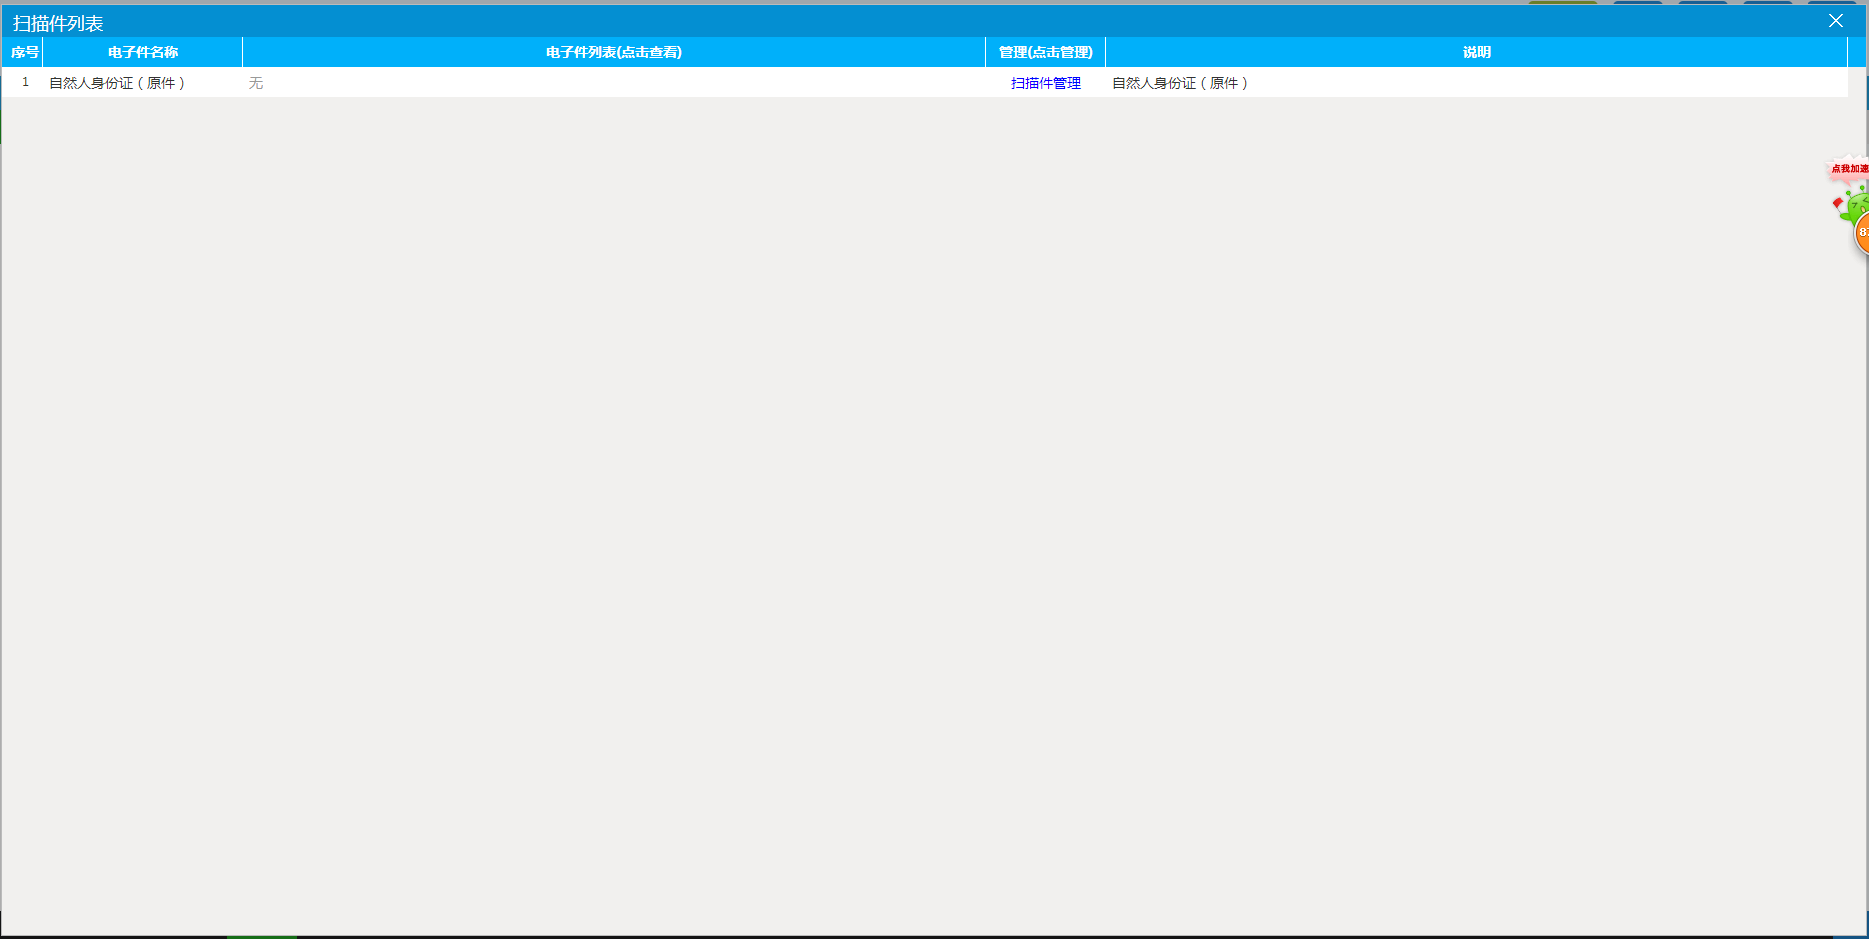 扫描件列表
序号 电子件名称 电子件列表(点击查看) 管理(点击管理) 说明
1 自然人身份证（原件） 无 扫描件管理 自然人身份证（原件）
点我加速